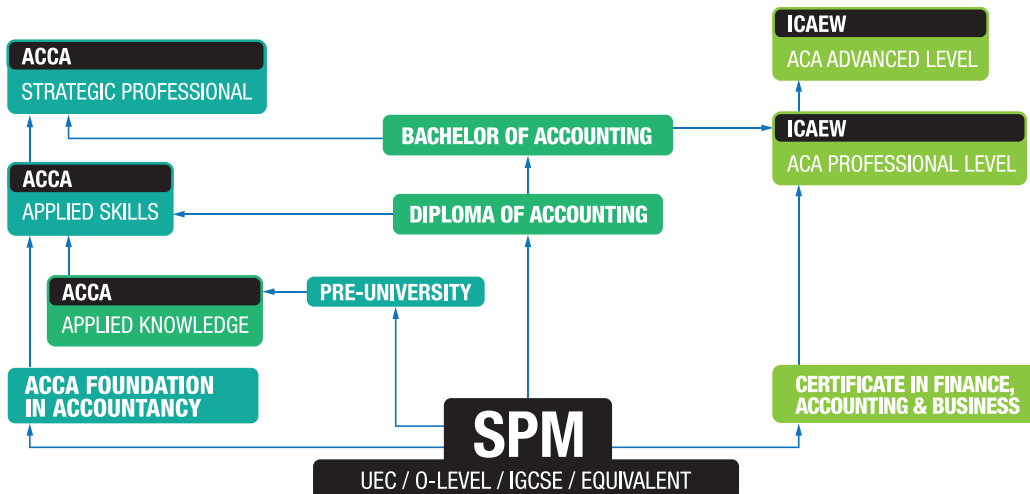 ACCA
STRATEGIC PROFESSIONAL
ICAEW
ACA ADVANCED LEVEL
BACHELOR OF ACCOUNTING
ICAEW
ACA PROFESSIONAL LEVEL
ACCA
APPLIED SKILLS
DIPLOMA OF ACCOUNTING
ACCA
APPLIED KNOWLEDGE
PRE-UNIVERSITY
ACCA FOUNDATION
IN ACCOUNTANCY
CERTIFICATE IN FINANCE,
ACCOUNTING & BUSINESS
SPM
UEC / O-LEVEL / IGCSE / EQUIVALENT